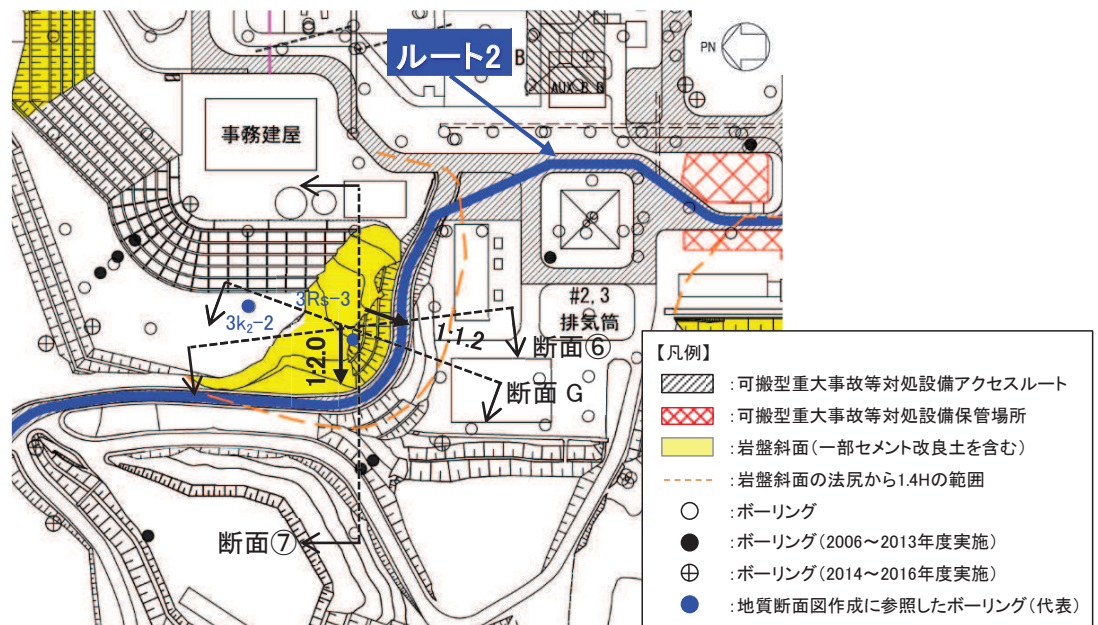 ルート2
B
AUX B G
PN
事務建屋
3Rs-3
3k₂-2
1:2.0
1:1.2
#2, 3
排気筒
断面⑥
断面 G
断面⑦
【凡例】
:可搬型重大事故等対処設備アクセスルート
:可搬型重大事故等対処設備保管場所
:岩盤斜面(一部セメント改良土を含む)
:岩盤斜面の法尻から1.4Hの範囲
:ボーリング
:ボーリング(2006~2013年度実施)
:ボーリング(2014~2016年度実施)
:地質断面図作成に参照したボーリング(代表)